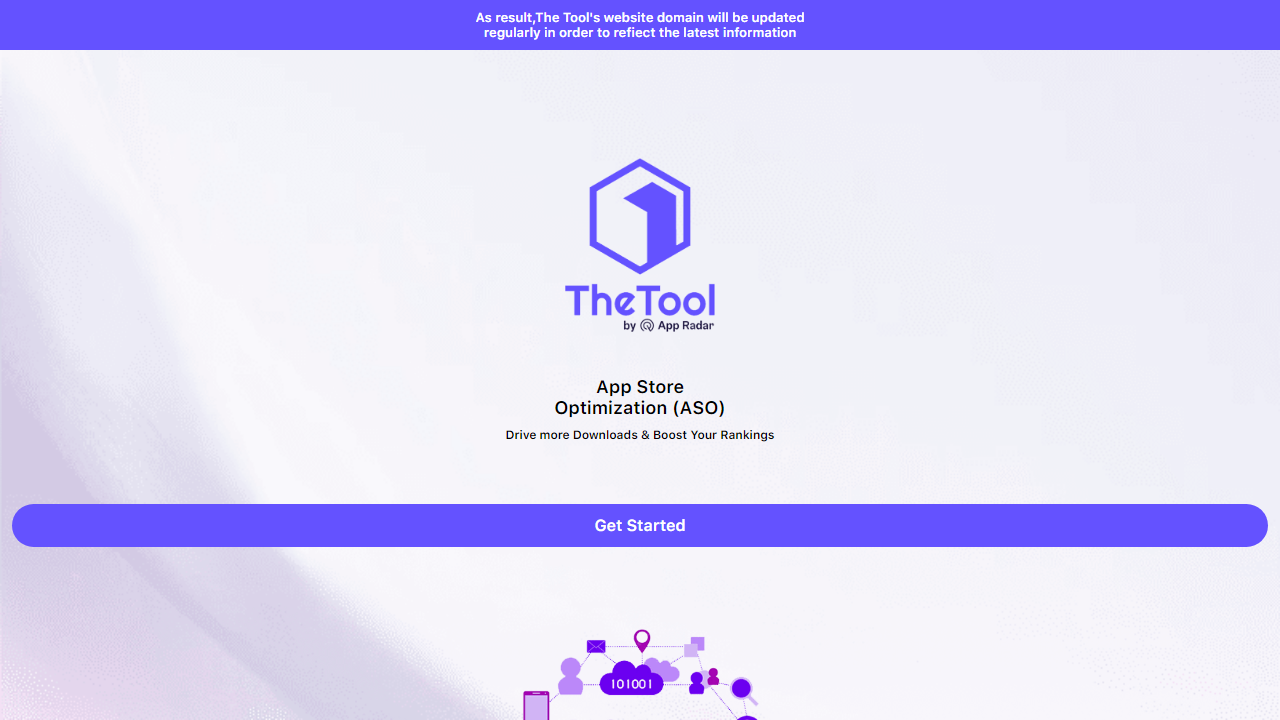 As result,The Tool's website domain will be updated
regularly in order to refiect the latest information
TheTool
by App Radar
App Store
Optimization (ASO)
Drive more Downloads & Boost Your Rankings
Get Started
101001